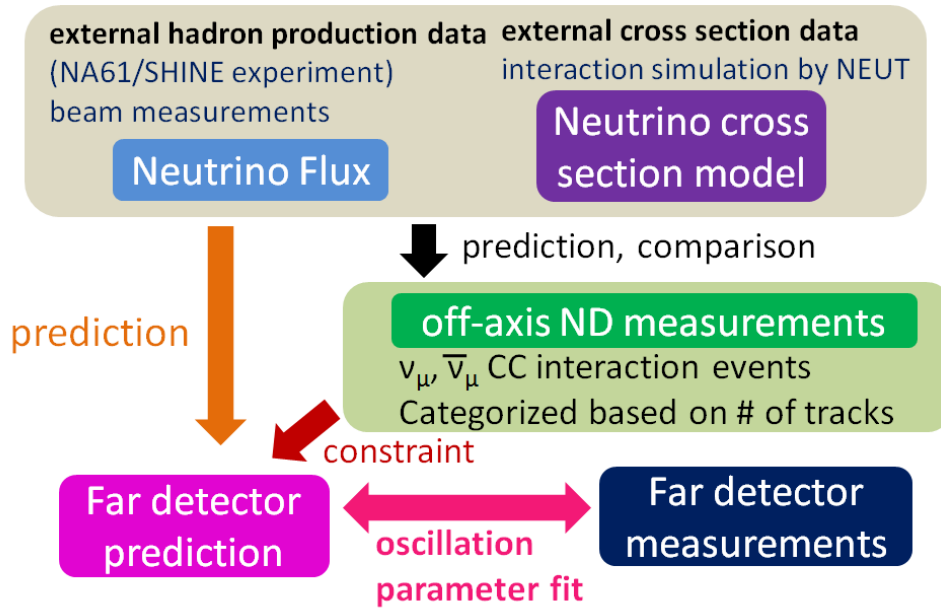 external hadron production data
(NA61/SHINE experiment)
beam measurements
Neutrino Flux
external cross section data
interaction simulation by NEUT
Neutrino cross
section model
prediction, comparison
prediction
off-axis ND measurements
νμ, ν̅μ CC interaction events
Categorized based on # of tracks
constraint
Far detector
prediction
oscillation
parameter fit
Far detector
measurements